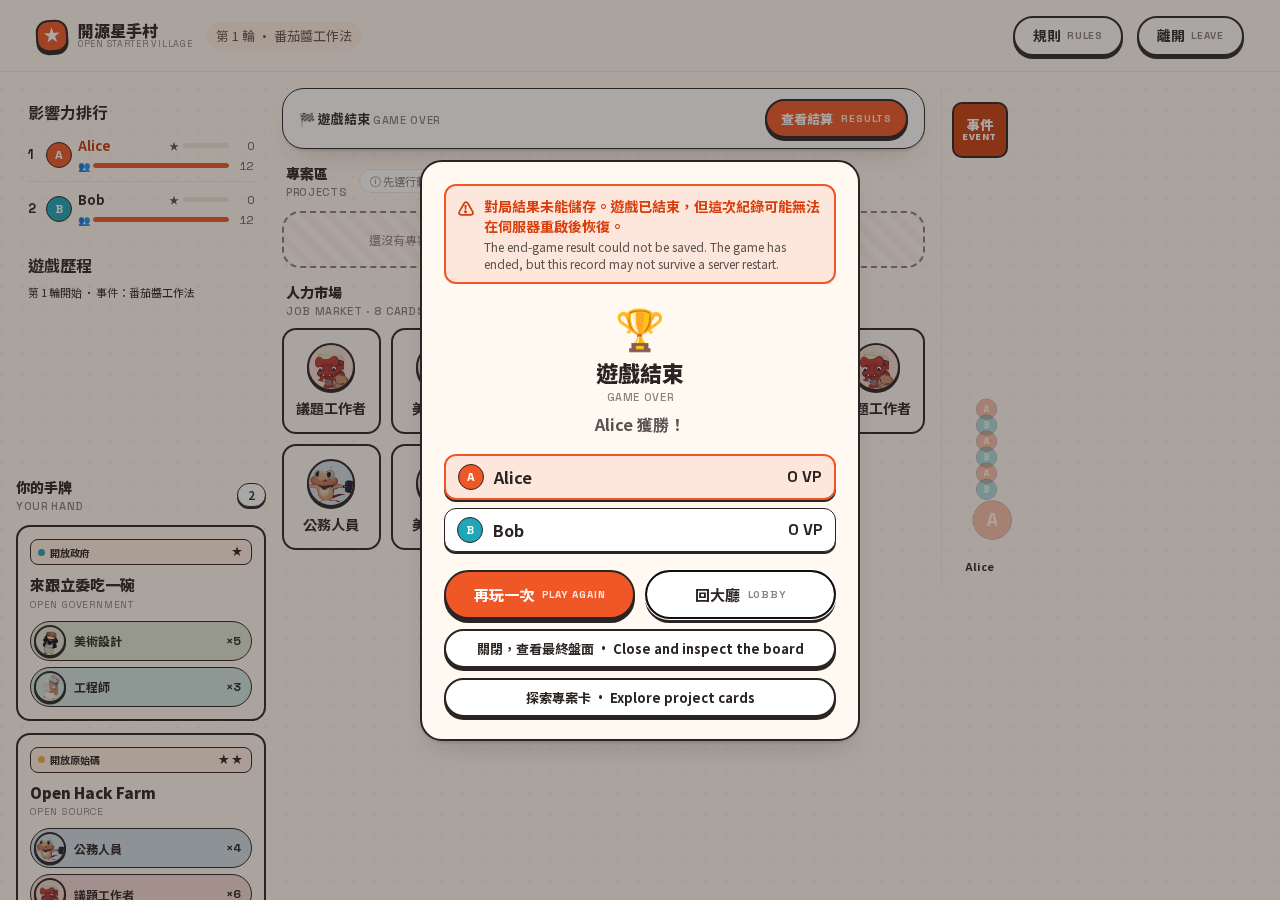 開源星手村
OPEN STARTER VILLAGE
第 1 輪 · 番茄醬工作法
規則 RULES
離開 LEAVE
影響力排行
1 A Alice ★ 0
👥 12
2 B Bob ★ 0
👥 12
遊戲歷程
第 1 輪開始 · 事件：番茄醬工作法
你的手牌
YOUR HAND
2
開放政府 ★
來跟立委吃一碗
OPEN GOVERNMENT
美術設計 ×5
工程師 ×3
開放原始碼 ★★
Open Hack Farm
OPEN SOURCE
公務人員 ×4
議題工作者 ×6
🏁 遊戲結束 GAME OVER
查看結算 RESULTS
專案區
PROJECTS
ⓘ 先選行
還沒有專
人力市場
JOB MARKET · 8 CARDS
議題工作者
公務人員
題工作者
對局結果未能儲存。遊戲已結束，但這次紀錄可能無法
在伺服器重啟後恢復。
The end-game result could not be saved. The game has
ended, but this record may not survive a server restart.
遊戲結束
GAME OVER
Alice 獲勝！
A Alice 0 VP
B Bob 0 VP
再玩一次 PLAY AGAIN
回大廳 LOBBY
關閉，查看最終盤面 · Close and inspect the board
探索專案卡 · Explore project cards
事件
EVENT
A
B
A
B
A
B
A
Alice